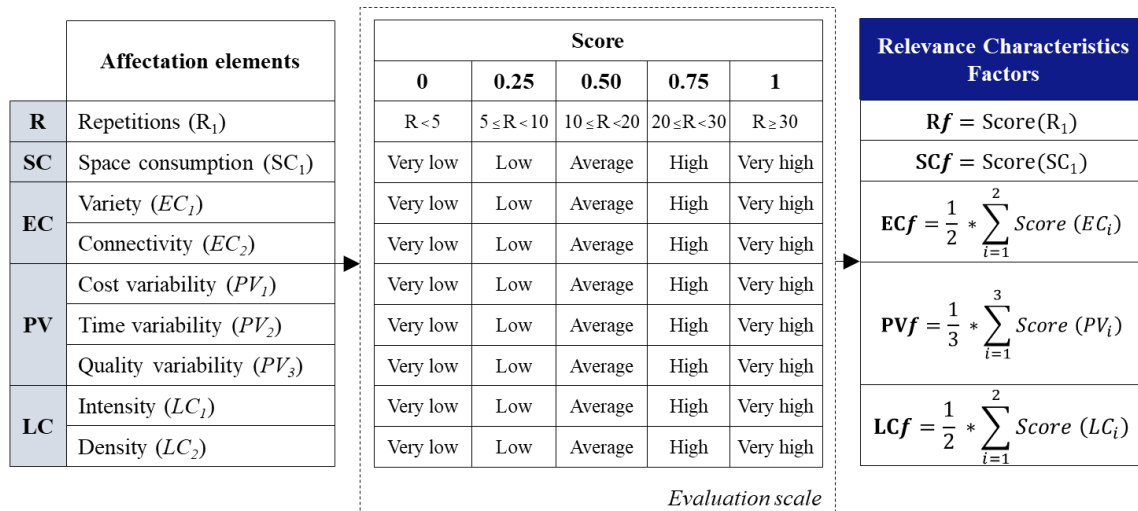 Affectation elements
Score
Relevance Characteristics
Factors
0 0.25 0.50 0.75 1
R Repetitions (R₁) R < 5 5 ≤ R < 10 10 ≤ R < 20 20 ≤ R < 30 R ≥ 30 Rf = Score(R₁)
SC Space consumption (SC₁) Very low Low Average High Very high SCf = Score(SC₁)
EC Variety (EC₁) Very low Low Average High Very high ECf = 1/2 * ∑_{i=1}^{2} Score (EC_i)
Connectivity (EC₂) Very low Low Average High Very high
Cost variability (PV₁) Very low Low Average High Very high
PV Time variability (PV₂) Very low Low Average High Very high PVf = 1/3 * ∑_{i=1}^{3} Score (PV_i)
Quality variability (PV₃) Very low Low Average High Very high
LC Intensity (LC₁) Very low Low Average High Very high LCf = 1/2 * ∑_{i=1}^{2} Score (LC_i)
Density (LC₂) Very low Low Average High Very high
Evaluation scale